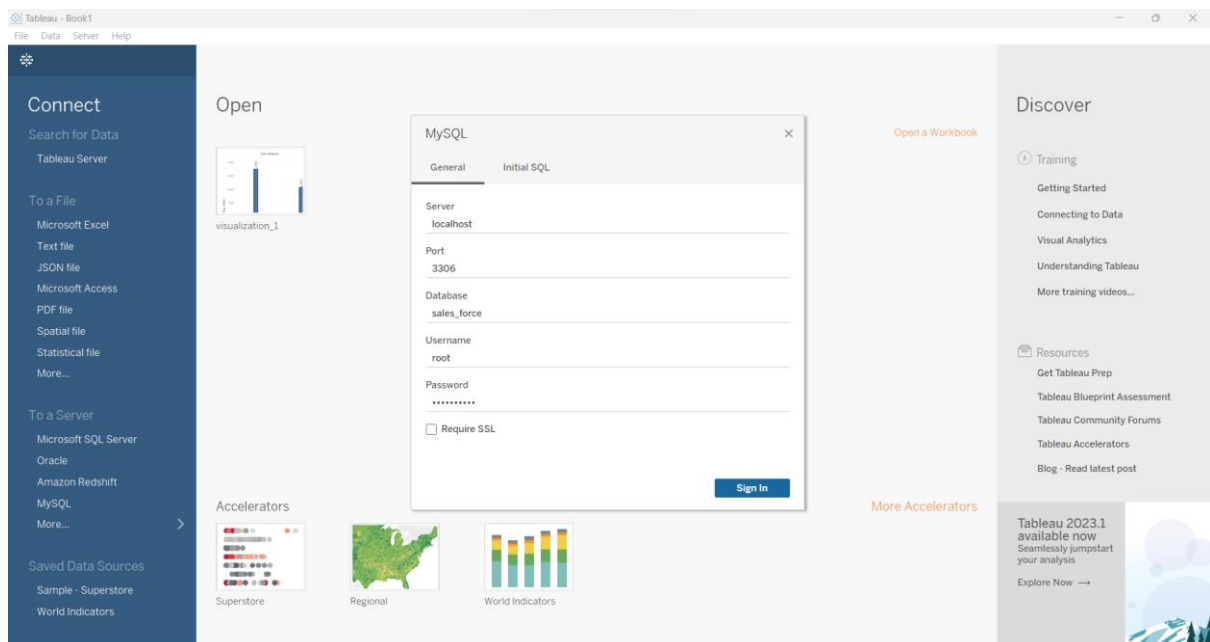 Tableau - Book1
File Data Server Help
Connect
Search for Data
Tableau Server
To a File
Microsoft Excel
Text file
JSON file
Microsoft Access
PDF file
Spatial file
Statistical file
More...
To a Server
Microsoft SQL Server
Oracle
Amazon Redshift
MySQL
More...
Saved Data Sources
Sample - Superstore
World Indicators
Open
Open a Workbook
visualization_1
MySQL
General Initial SQL
Server
localhost
Port
3306
Database
sales_force
Username
root
Password
••••••••••
Require SSL
Sign In
Accelerators
More Accelerators
Superstore
Regional
World Indicators
Discover
Training
Getting Started
Connecting to Data
Visual Analytics
Understanding Tableau
More training videos...
Resources
Get Tableau Prep
Tableau Blueprint Assessment
Tableau Community Forums
Tableau Accelerators
Blog - Read latest post
Tableau 2023.1
available now
Seamlessly jumpstart
your analysis
Explore Now →